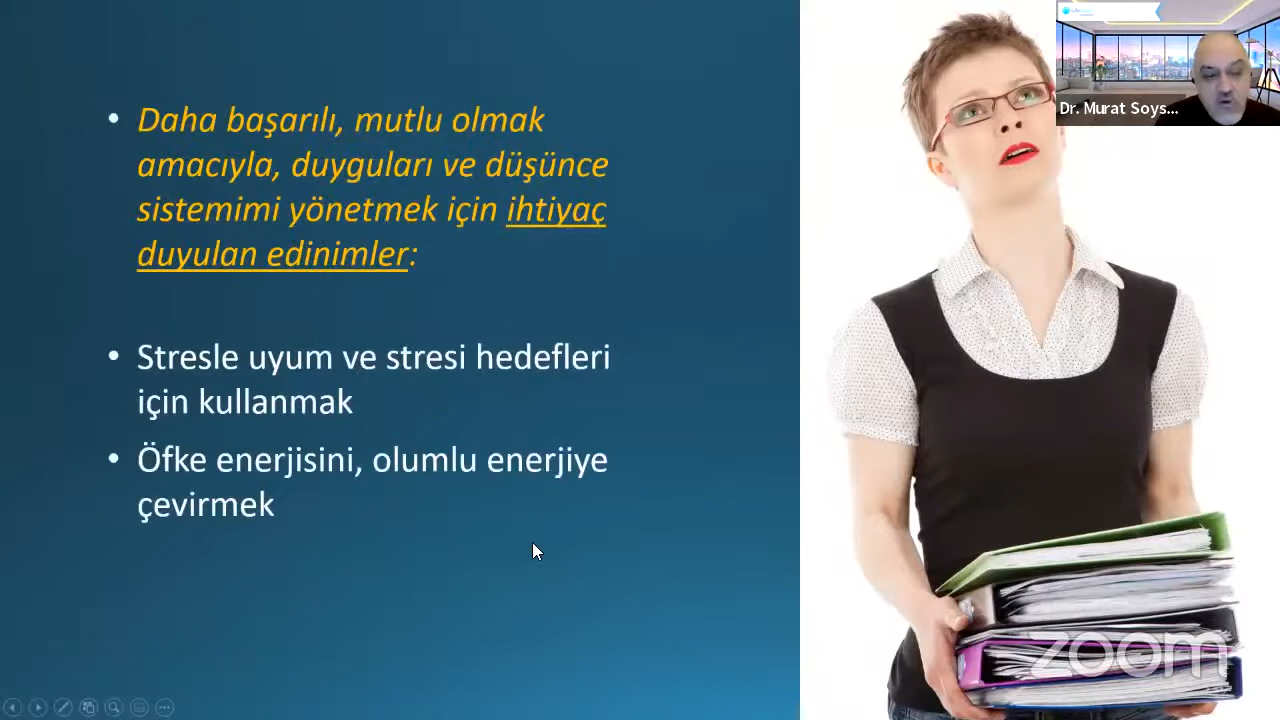 Daha başarılı, mutlu olmak
amacıyla, duyguları ve düşünce
sistemimi yönetmek için ihtiyaç
duyulan edinimler:
Stresle uyum ve stresi hedefleri
için kullanmak
Öfke enerjisini, olumlu enerjiye
çevirmek
Dr. Murat Soys...
zoom